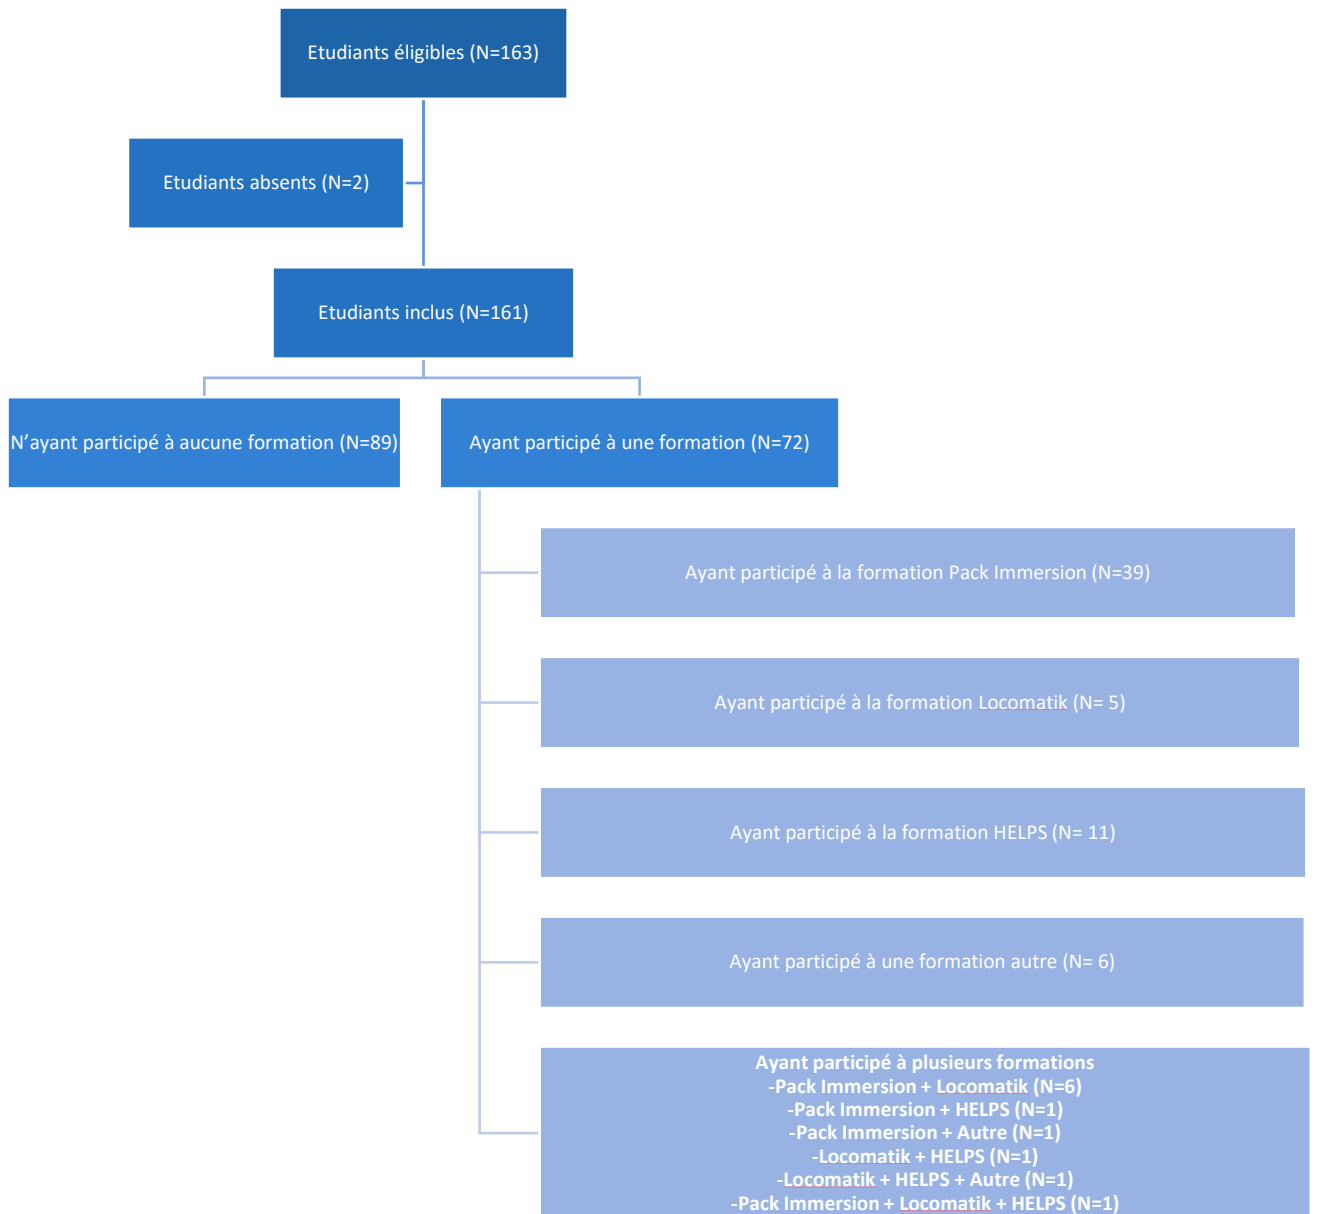 Etudiants éligibles (N=163)
Etudiants absents (N=2)
Etudiants inclus (N=161)
N’ayant participé à aucune formation (N=89)
Ayant participé à une formation (N=72)
Ayant participé à la formation Pack Immersion (N=39)
Ayant participé à la formation Locomatik (N= 5)
Ayant participé à la formation HELPS (N= 11)
Ayant participé à une formation autre (N= 6)
Ayant participé à plusieurs formations
-Pack Immersion + Locomatik (N=6)
-Pack Immersion + HELPS (N=1)
-Pack Immersion + Autre (N=1)
-Locomatik + HELPS (N=1)
-Locomatik + HELPS + Autre (N=1)
-Pack Immersion + Locomatik + HELPS (N=1)